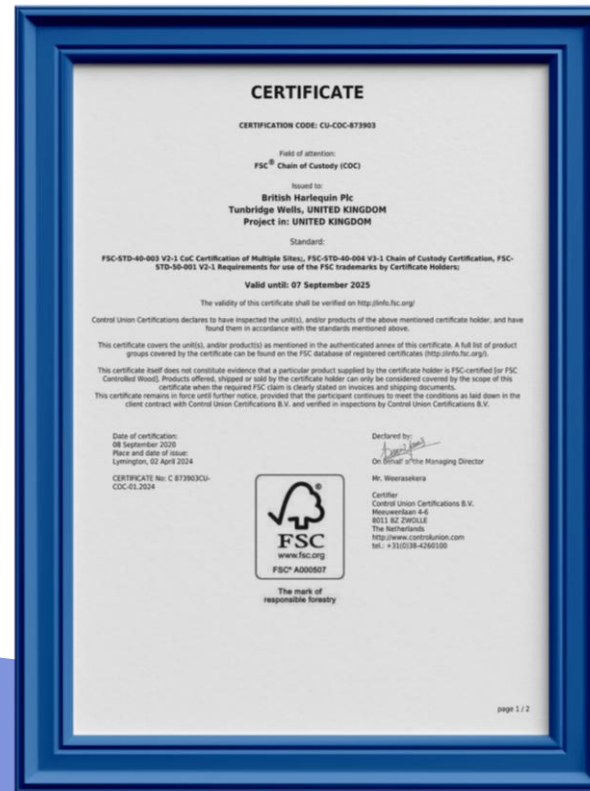 CERTIFICATE
CERTIFICATION CODE: CU-COC-873903
Field of attention:
FSC® Chain of Custody (COC)
Issued to:
British Harlequin Plc
Tunbridge Wells, UNITED KINGDOM
Project in: UNITED KINGDOM
Standard:
FSC-STD-40-003 V2-1 CoC Certification of Multiple Sites;, FSC-STD-40-004 V3-1 Chain of Custody Certification, FSC-
STD-50-001 V2-1 Requirements for use of the FSC trademarks by Certificate Holders;
Valid until: 07 September 2025
The validity of this certificate shall be verified on http://info.fsc.org/
Control Union Certifications declares to have inspected the unit(s), and/or products of the above mentioned certificate holder, and have
found them in accordance with the standards mentioned above.
This certificate covers the unit(s), and/or product(s) as mentioned in the authenticated annex of this certificate. A full list of product
groups covered by the certificate can be found on the FSC database of registered certificates (http://info.fsc.org/).
This certificate itself does not constitute evidence that a particular product supplied by the certificate holder is FSC-certified [or FSC
Controlled Wood]. Products offered, shipped or sold by the certificate holder can only be considered covered by the scope of this
certificate when the required FSC claim is clearly stated on invoices and shipping documents.
This certificate remains in force until further notice, provided that the participant continues to meet the conditions as laid down in the
client contract with Control Union Certifications B.V. and verified in inspections by Control Union Certifications B.V.
Date of certification:
08 September 2020
Place and date of issue:
Lymington, 02 April 2024
CERTIFICATE No: C 873903CU-
COC-01.2024
Declared by:
On behalf of the Managing Director
Mr. Weerasekera
Certifier
Control Union Certifications B.V.
Meeuwenlaan 4-6
8011 BZ ZWOLLE
The Netherlands
http://www.controlunion.com
tel.: +31(0)38-4260100
FSC
www.fsc.org
FSC® A000507
The mark of
responsible forestry
page 1 / 2